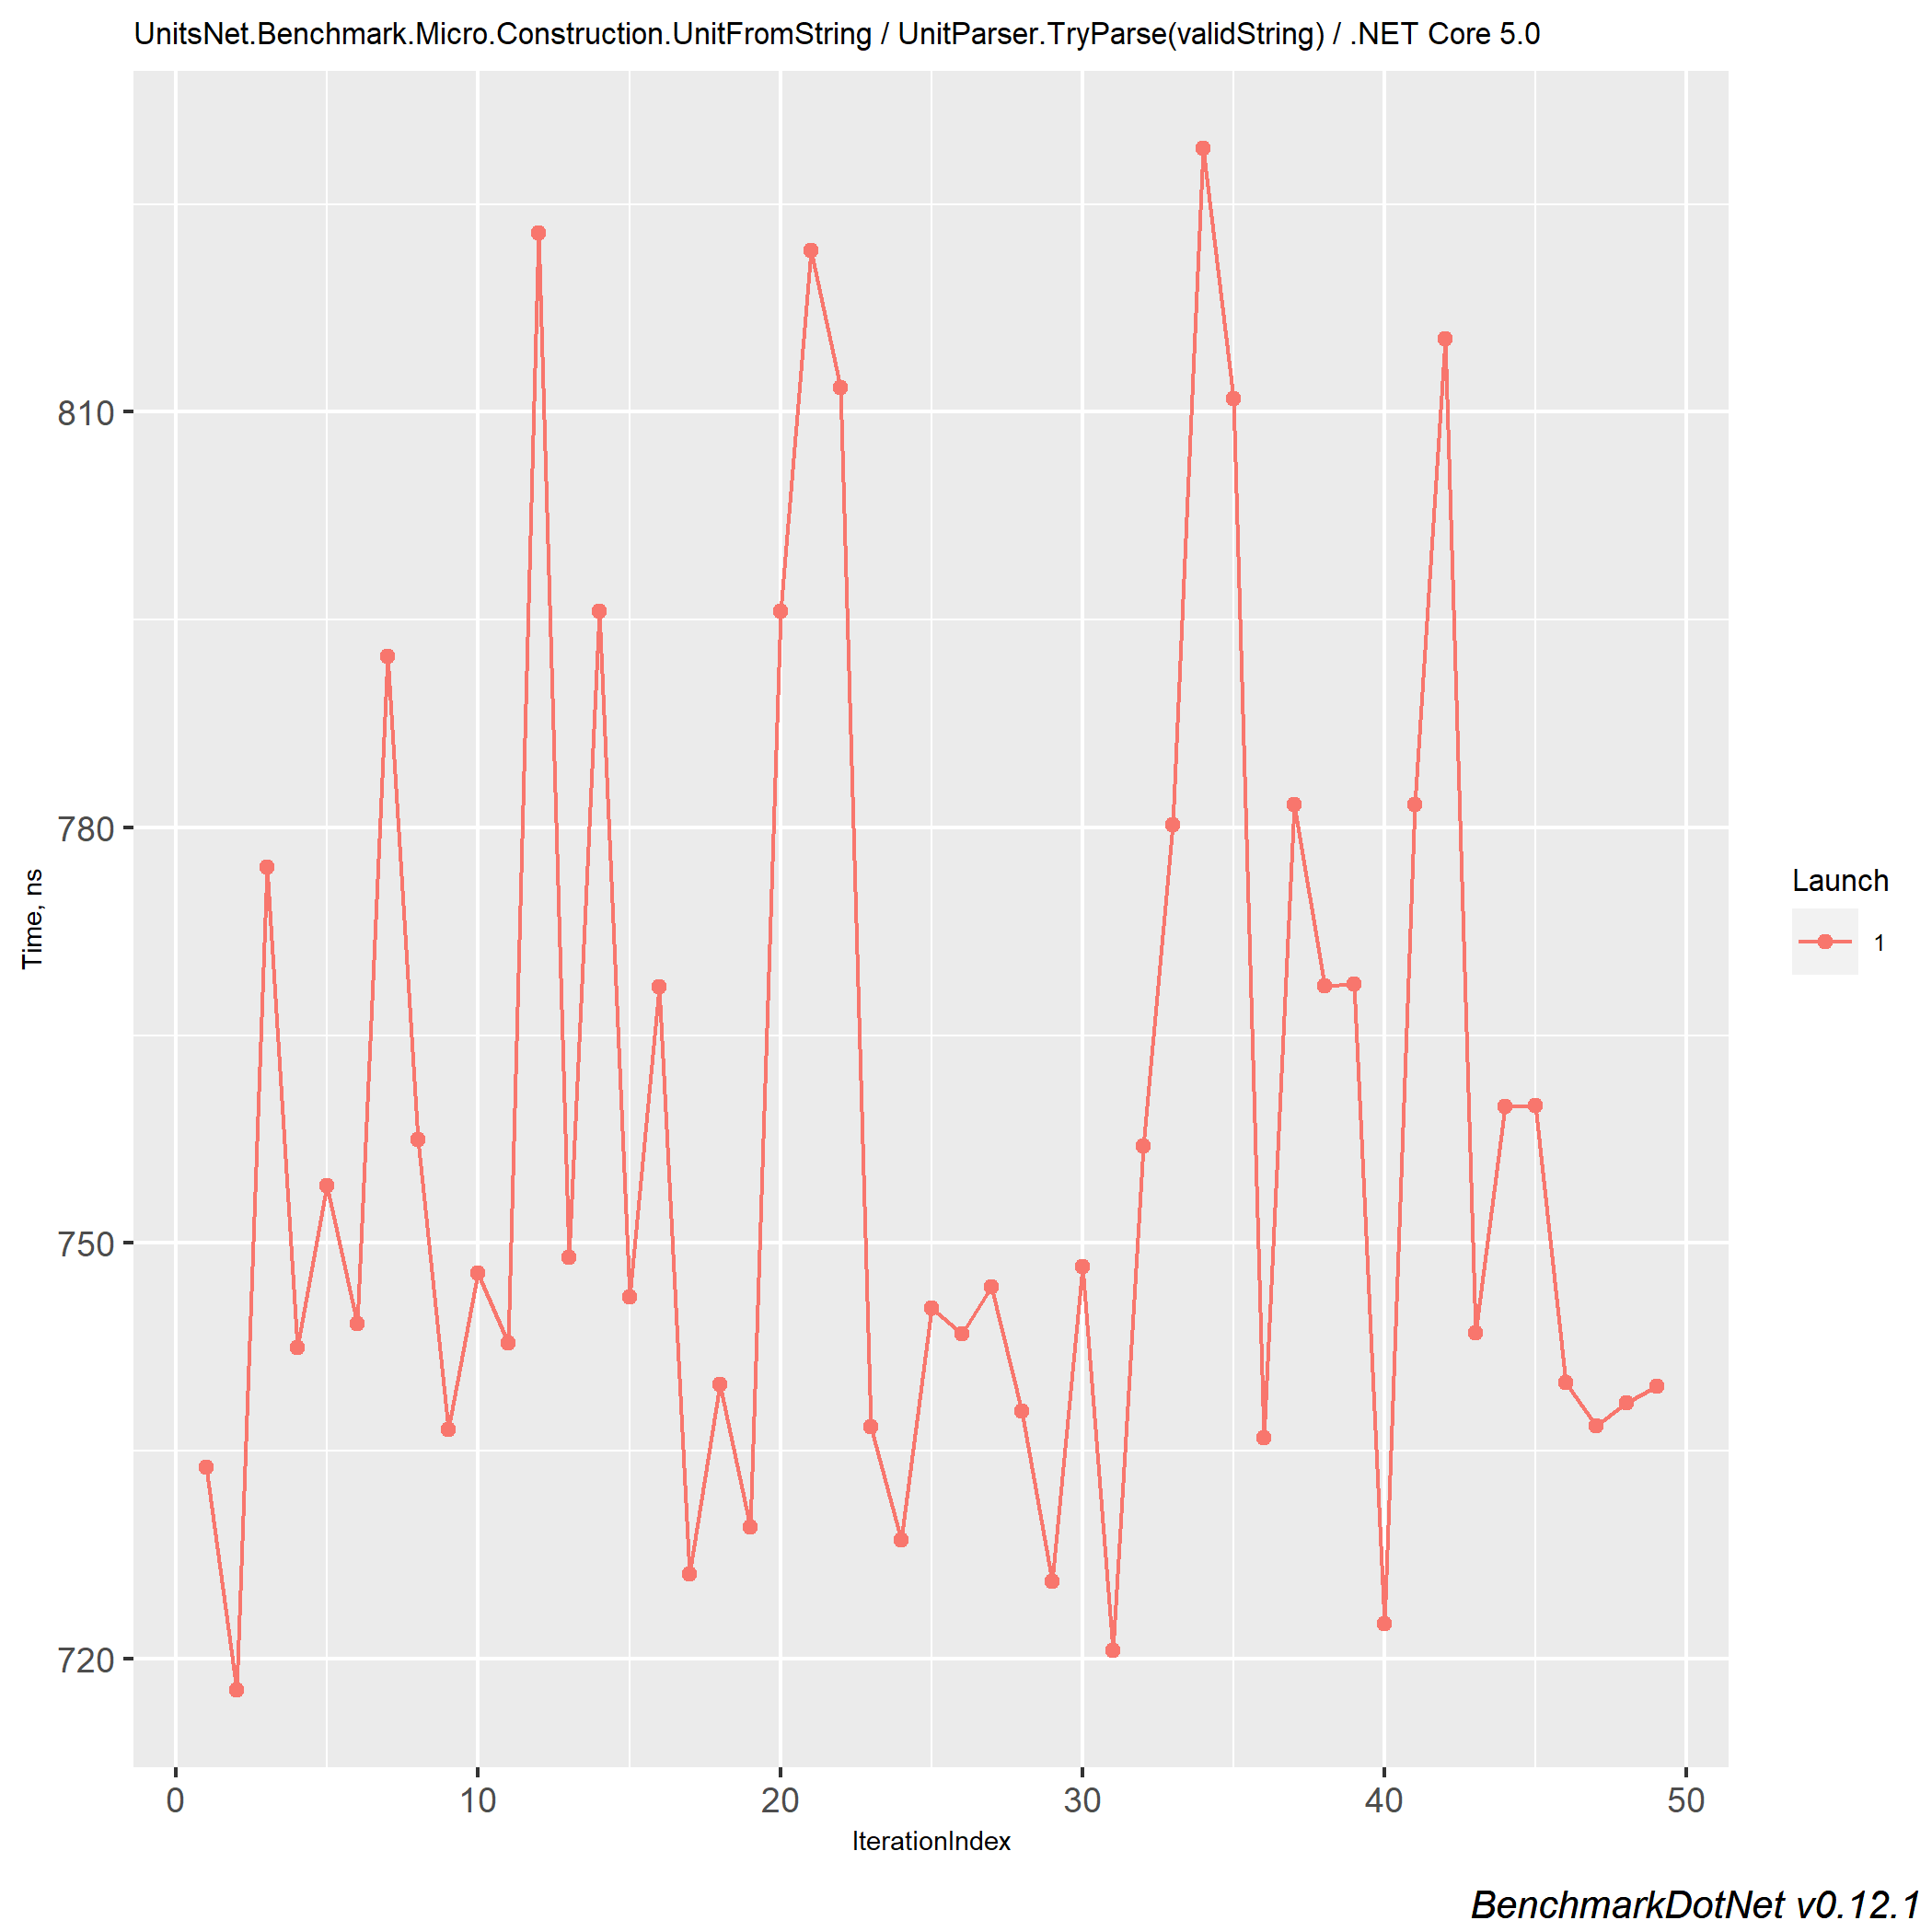 UnitsNet.Benchmark.Micro.Construction.UnitFromString / UnitParser.TryParse(validString) / .NET Core 5.0
810
780
750
720
Time, ns
0 10 20 30 40 50
IterationIndex
Launch
1
BenchmarkDotNet v0.12.1